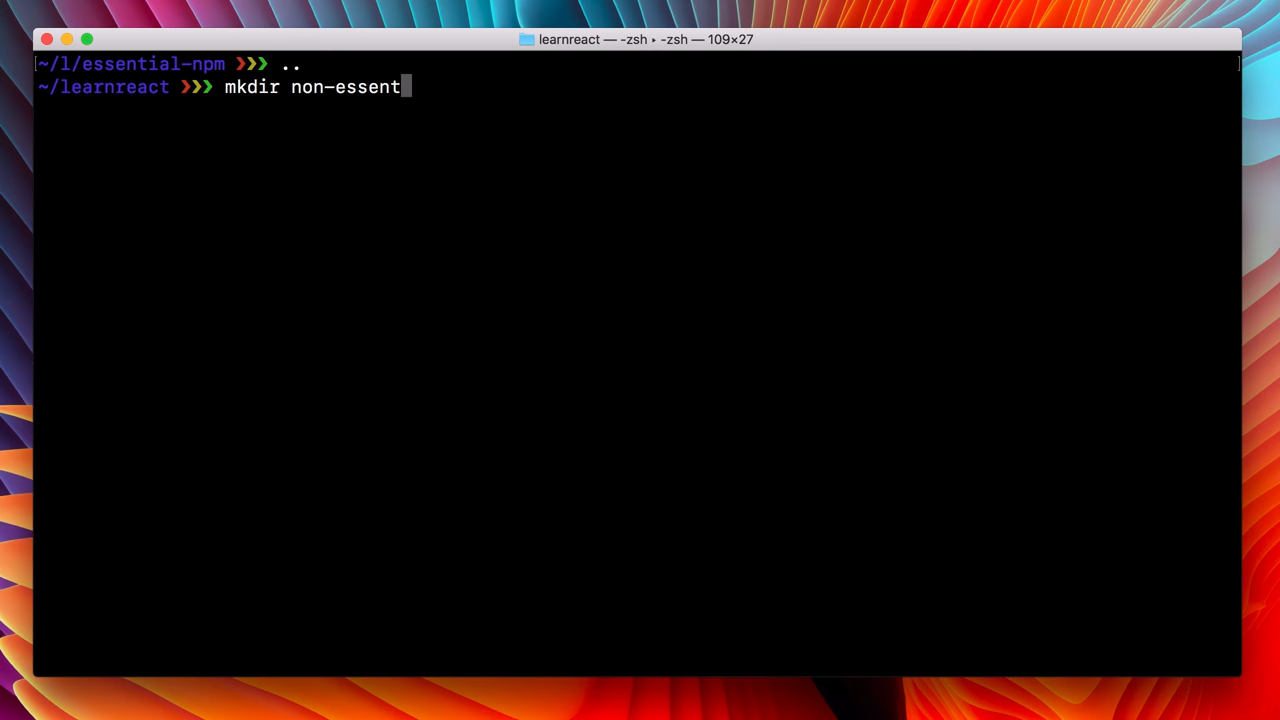 learnreact — -zsh ▸ -zsh — 109×27
~/l/essential-npm ❯❯❯ ..
~/learnreact ❯❯❯ mkdir non-essent